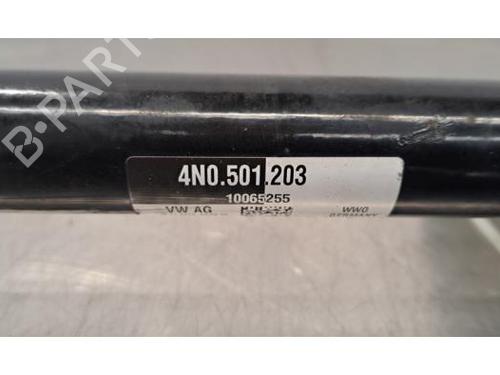 B-PARTS
4N0.501.203
10065255
VW AG WW0
GERMANY